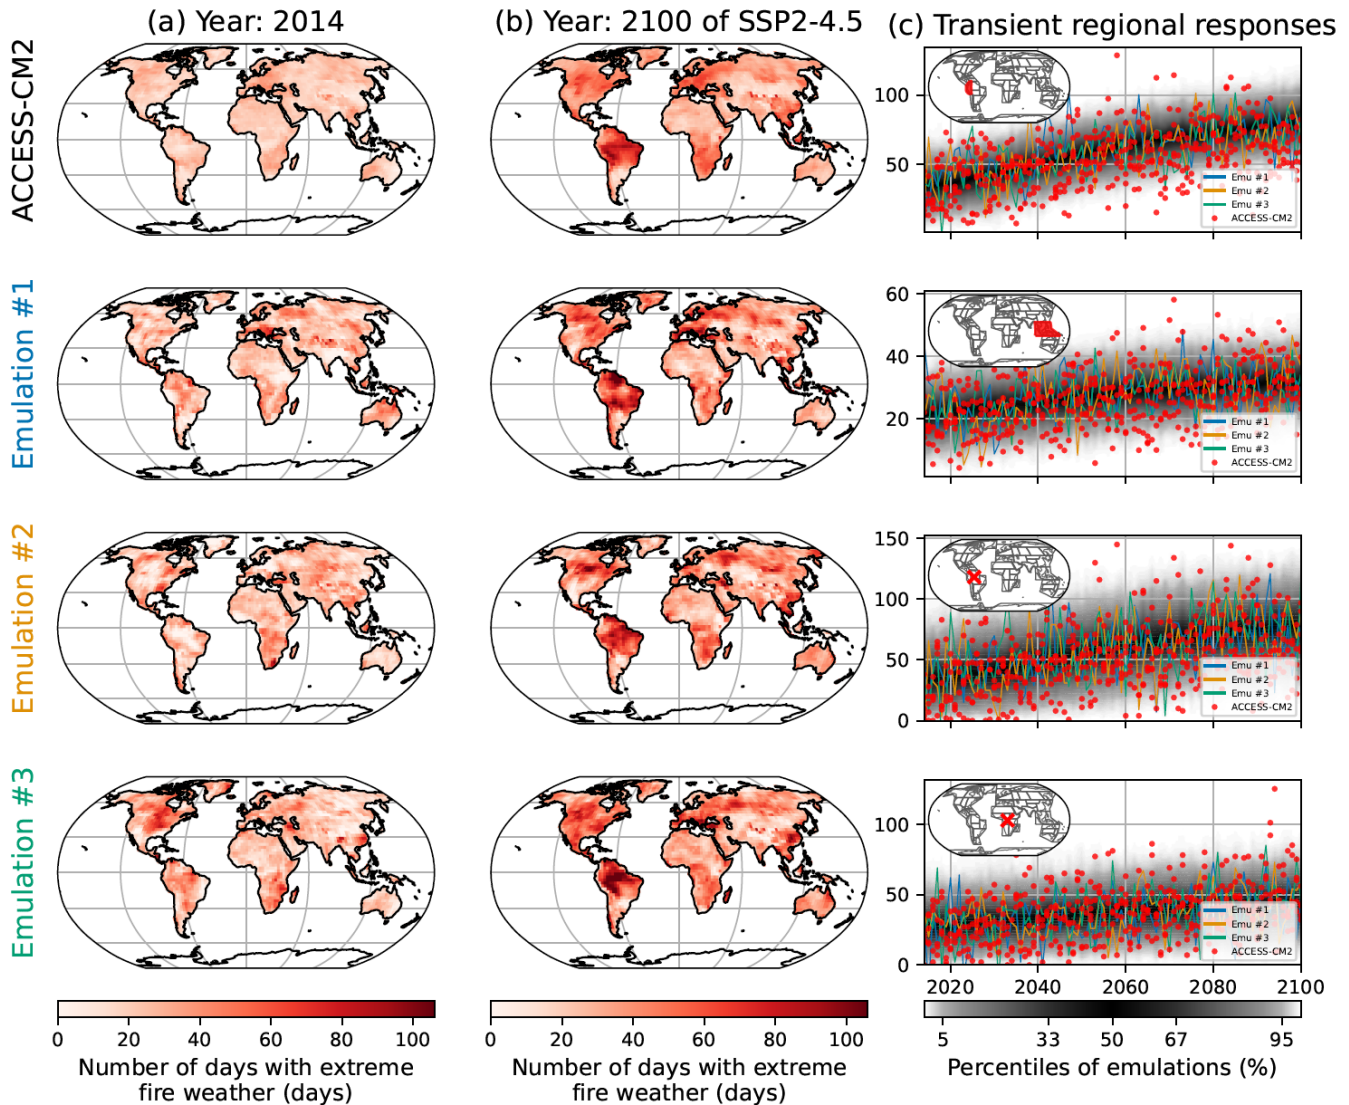 (a) Year: 2014
(b) Year: 2100 of SSP2-4.5
(c) Transient regional responses
ACCESS-CM2
100
50
Emu #1
Emu #2
Emu #3
ACCESS-CM2
Emulation #1
60
40
20
Emu #1
Emu #2
Emu #3
ACCESS-CM2
Emulation #2
150
100
50
0
Emu #1
Emu #2
Emu #3
ACCESS-CM2
Emulation #3
100
50
0
Emu #1
Emu #2
Emu #3
ACCESS-CM2
2020 2040 2060 2080 2100
0 20 40 60 80 100
Number of days with extreme
fire weather (days)
0 20 40 60 80 100
Number of days with extreme
fire weather (days)
5 33 50 67 95
Percentiles of emulations (%)